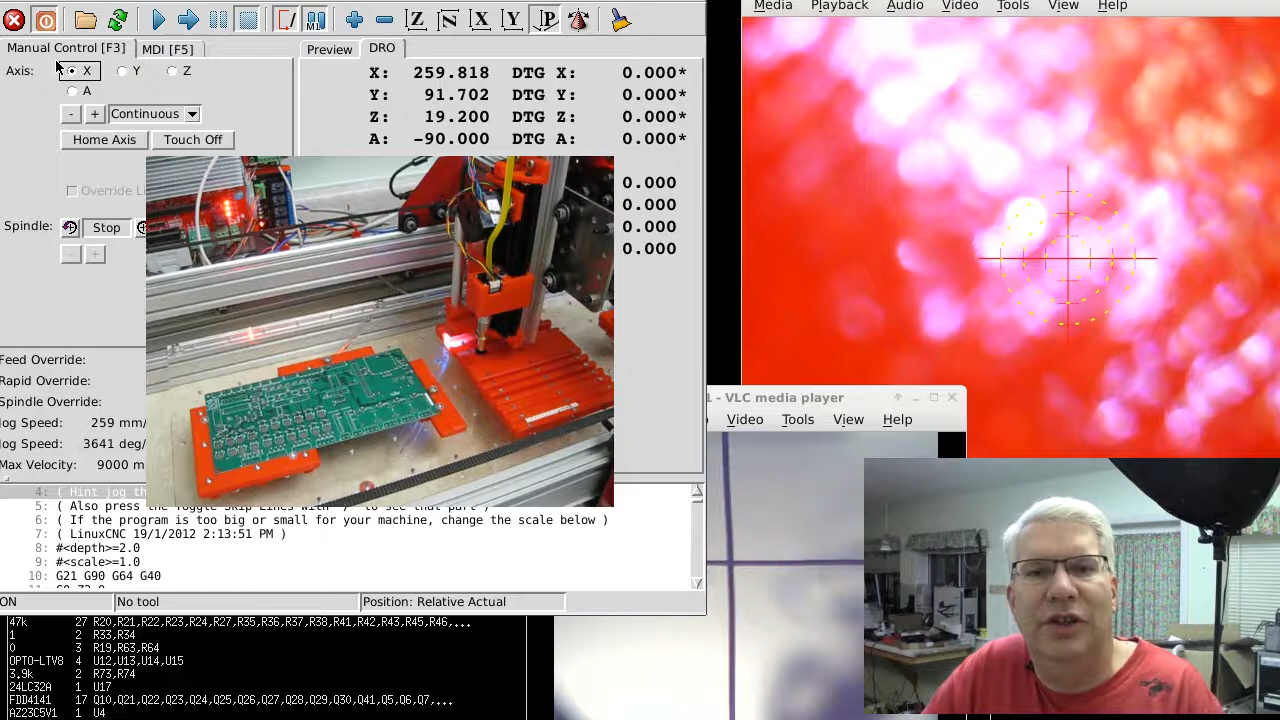 Manual Control [F3]
MDI [F5]
Preview
DRO
Axis:
X
Y
Z
A
-
+
Continuous
Home Axis
Touch Off
Override Li
Spindle:
Stop
-
+
X: 259.818 DTG X: 0.000*
Y: 91.702 DTG Y: 0.000*
Z: 19.200 DTG Z: 0.000*
A: -90.000 DTG A: 0.000*
0.000
0.000
0.000
0.000
Feed Override:
Rapid Override:
Spindle Override:
Jog Speed: 259 mm/
Jog Speed: 3641 deg/
Max Velocity: 9000 m
4: ( Hint jog th
5: ( Also press the Toggle Skip Lines with
6: ( If the program is too big or small for your machine, change the scale below )
7: ( LinuxCNC 19/1/2012 2:13:51 PM )
8: #<depth>=2.0
9: #<scale>=1.0
10: G21 G90 G64 G40
ON
No tool
Position: Relative Actual
47k 27 R20,R21,R22,R23,R24,R27,R35,R36,R37,R38,R41,R42,R43,R45,R46,...
1 2 R33,R34
0 3 R19,R63,R64
OPTO-LTV8 4 U12,U13,U14,U15
3.9k 2 R73,R74
24LC32A 1 U17
FDD4141 17 Q10,Q21,Q22,Q23,Q24,Q25,Q26,Q27,Q28,Q29,Q30,Q41,Q5,Q6,Q7,...
AZ23C5V1 1 U4
Media Playback Audio Video Tools View Help
1 - VLC media player
Video Tools View Help
Z N X Y P
M1